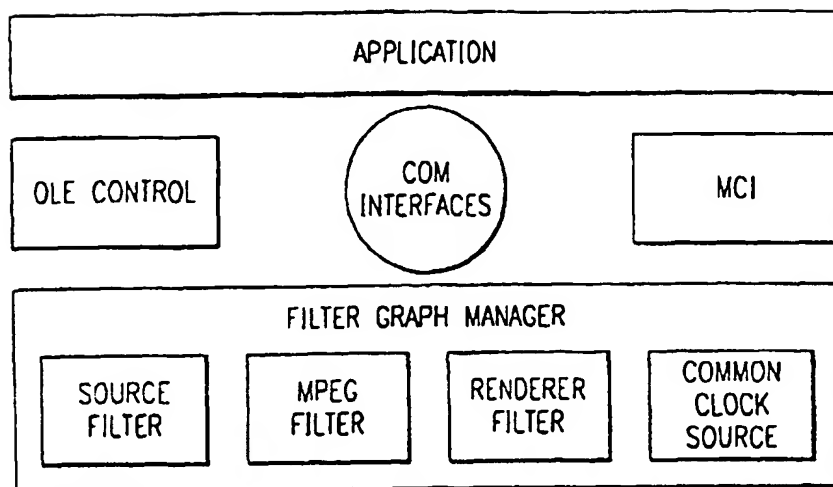 APPLICATION
OLE CONTROL
COM
INTERFACES
MCI
FILTER GRAPH MANAGER
SOURCE
FILTER
MPEG
FILTER
RENDERER
FILTER
COMMON
CLOCK
SOURCE